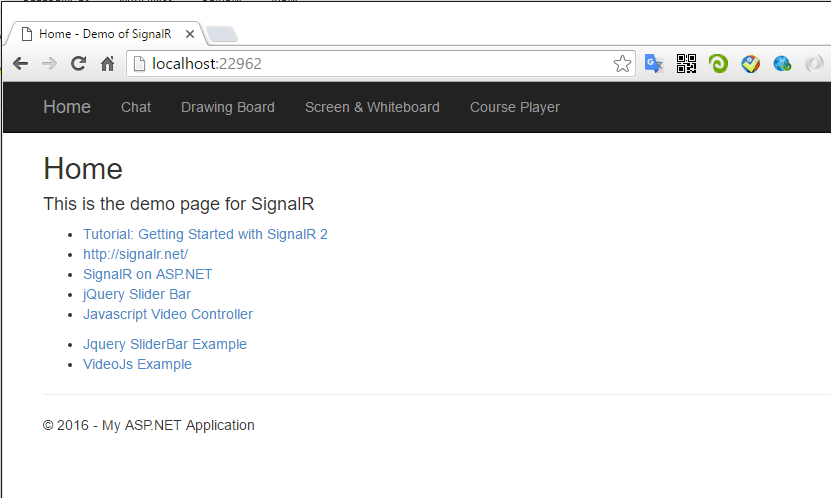 Home - Demo of SignalR
localhost:22962
Home Chat Drawing Board Screen & Whiteboard Course Player
Home
This is the demo page for SignalR
Tutorial: Getting Started with SignalR 2
http://signalr.net/
SignalR on ASP.NET
jQuery Slider Bar
Javascript Video Controller
Jquery SliderBar Example
VideoJs Example
© 2016 - My ASP.NET Application